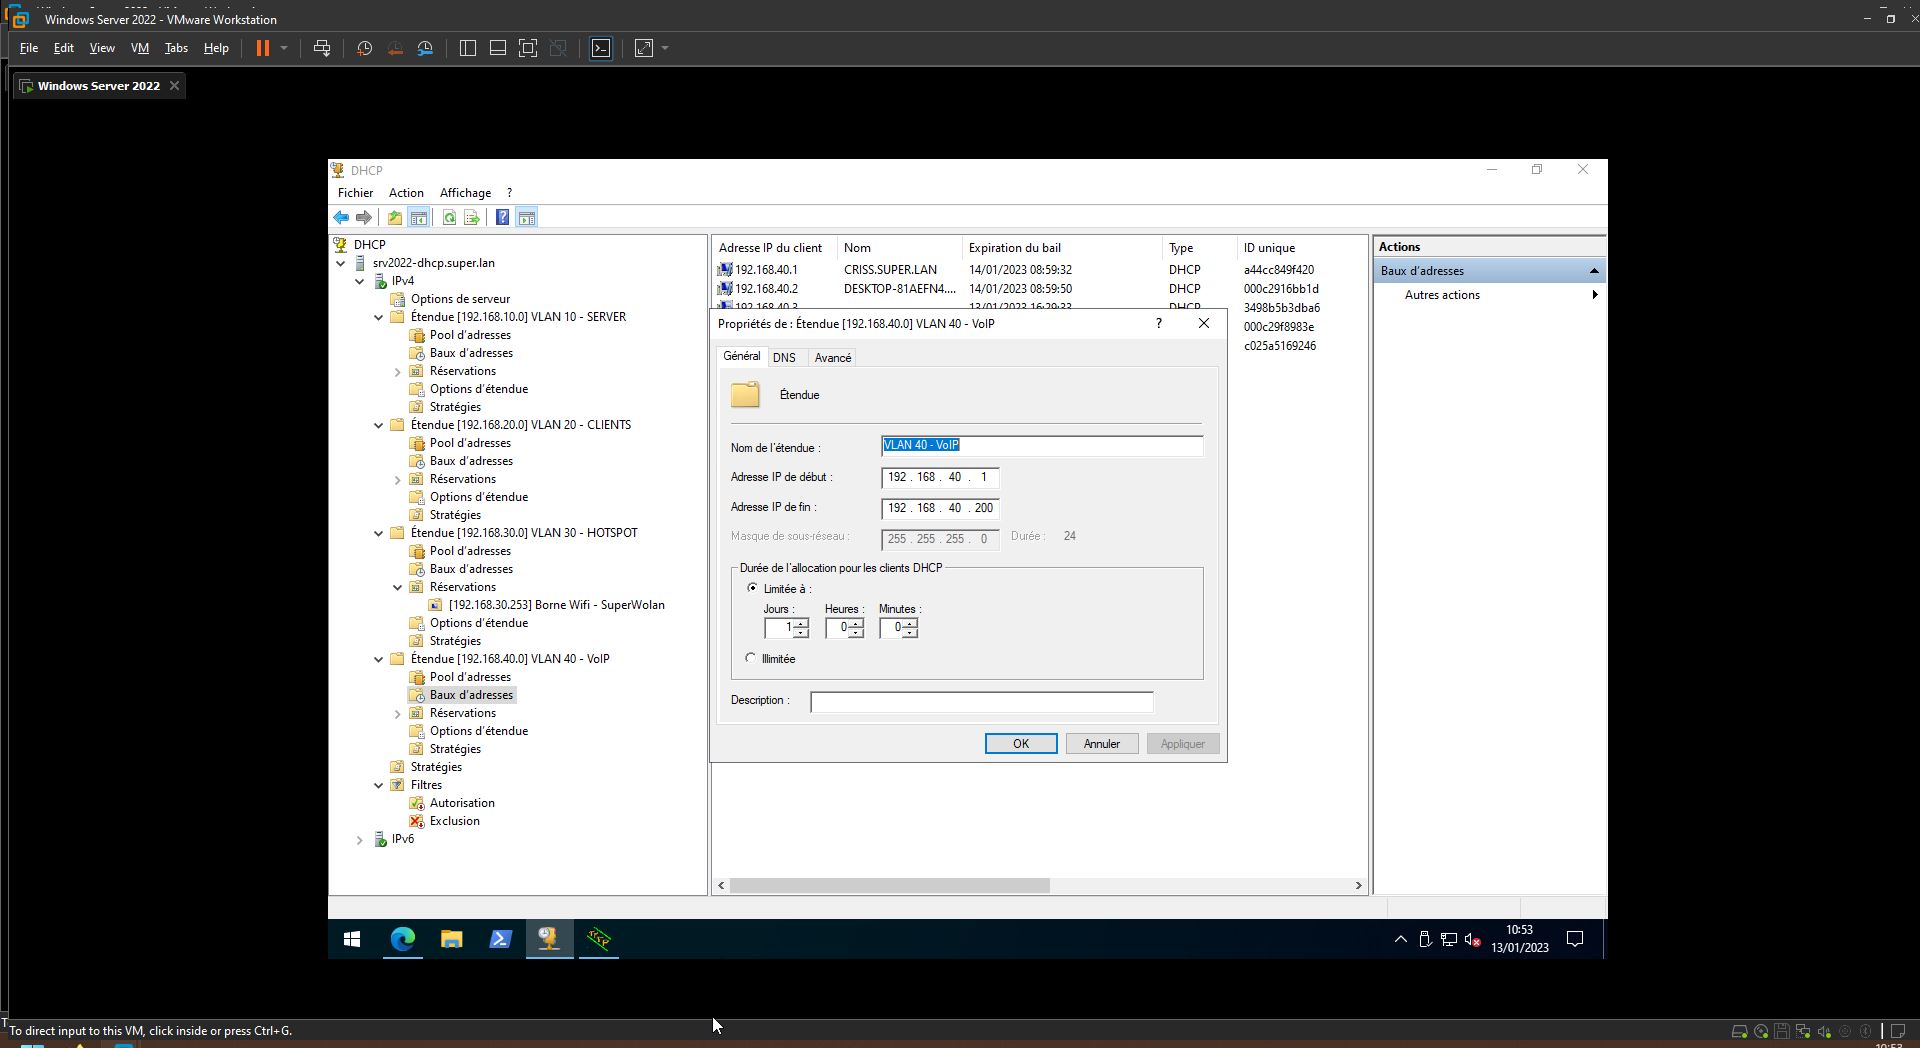 Windows Server 2022 - VMware Workstation
File Edit View VM Tabs Help
Windows Server 2022
DHCP
Fichier Action Affichage ?
DHCP
srv2022-dhcp.super.lan
IPv4
Options de serveur
Étendue [192.168.10.0] VLAN 10 - SERVER
Pool d'adresses
Baux d'adresses
Réservations
Options d'étendue
Stratégies
Étendue [192.168.20.0] VLAN 20 - CLIENTS
Pool d'adresses
Baux d'adresses
Réservations
Options d'étendue
Stratégies
Étendue [192.168.30.0] VLAN 30 - HOTSPOT
Pool d'adresses
Baux d'adresses
Réservations
[192.168.30.253] Borne Wifi - SuperWolan
Options d'étendue
Stratégies
Étendue [192.168.40.0] VLAN 40 - VoIP
Pool d'adresses
Baux d'adresses
Réservations
Options d'étendue
Stratégies
Stratégies
Filtres
Autorisation
Exclusion
IPv6
Adresse IP du client Nom Expiration du bail Type ID unique
192.168.40.1 CRISS.SUPER.LAN 14/01/2023 08:59:32 DHCP a44cc849f420
192.168.40.2 DESKTOP-81AEFN4.... 14/01/2023 08:59:50 DHCP 000c2916bb1d
192.168.40.3 13/01/2023 16:29:33 DHCP 3498b5b3dba6
000c29f8983e
c025a5169246
Propriétés de : Étendue [192.168.40.0] VLAN 40 - VoIP ?
Général DNS Avancé
Étendue
Nom de l'étendue : VLAN 40 - VoIP
Adresse IP de début : 192 . 168 . 40 . 1
Adresse IP de fin : 192 . 168 . 40 . 200
Masque de sous-réseau : 255 . 255 . 255 . 0 Durée : 24
Durée de l'allocation pour les clients DHCP
Limitée à :
Jours : Heures : Minutes :
1 0 0
Illimitée
Description :
OK Annuler Appliquer
Actions
Baux d'adresses
Autres actions
10:53
13/01/2023
To direct input to this VM, click inside or press Ctrl+G.